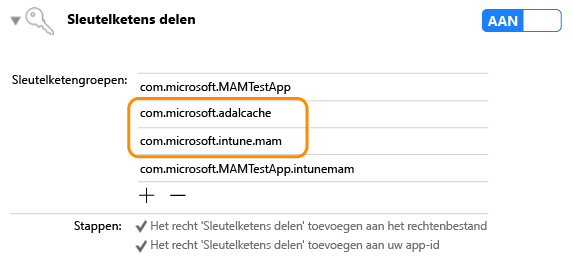 Sleutelketens delen
AAN
Sleutelketengroepen:
com.microsoft.MAMTestApp
com.microsoft.adalcache
com.microsoft.intune.mam
com.microsoft.MAMTestApp.intunemam
Stappen: Het recht 'Sleutelketens delen' toevoegen aan het rechtenbestand
Het recht 'Sleutelketens delen' toevoegen aan uw app-id